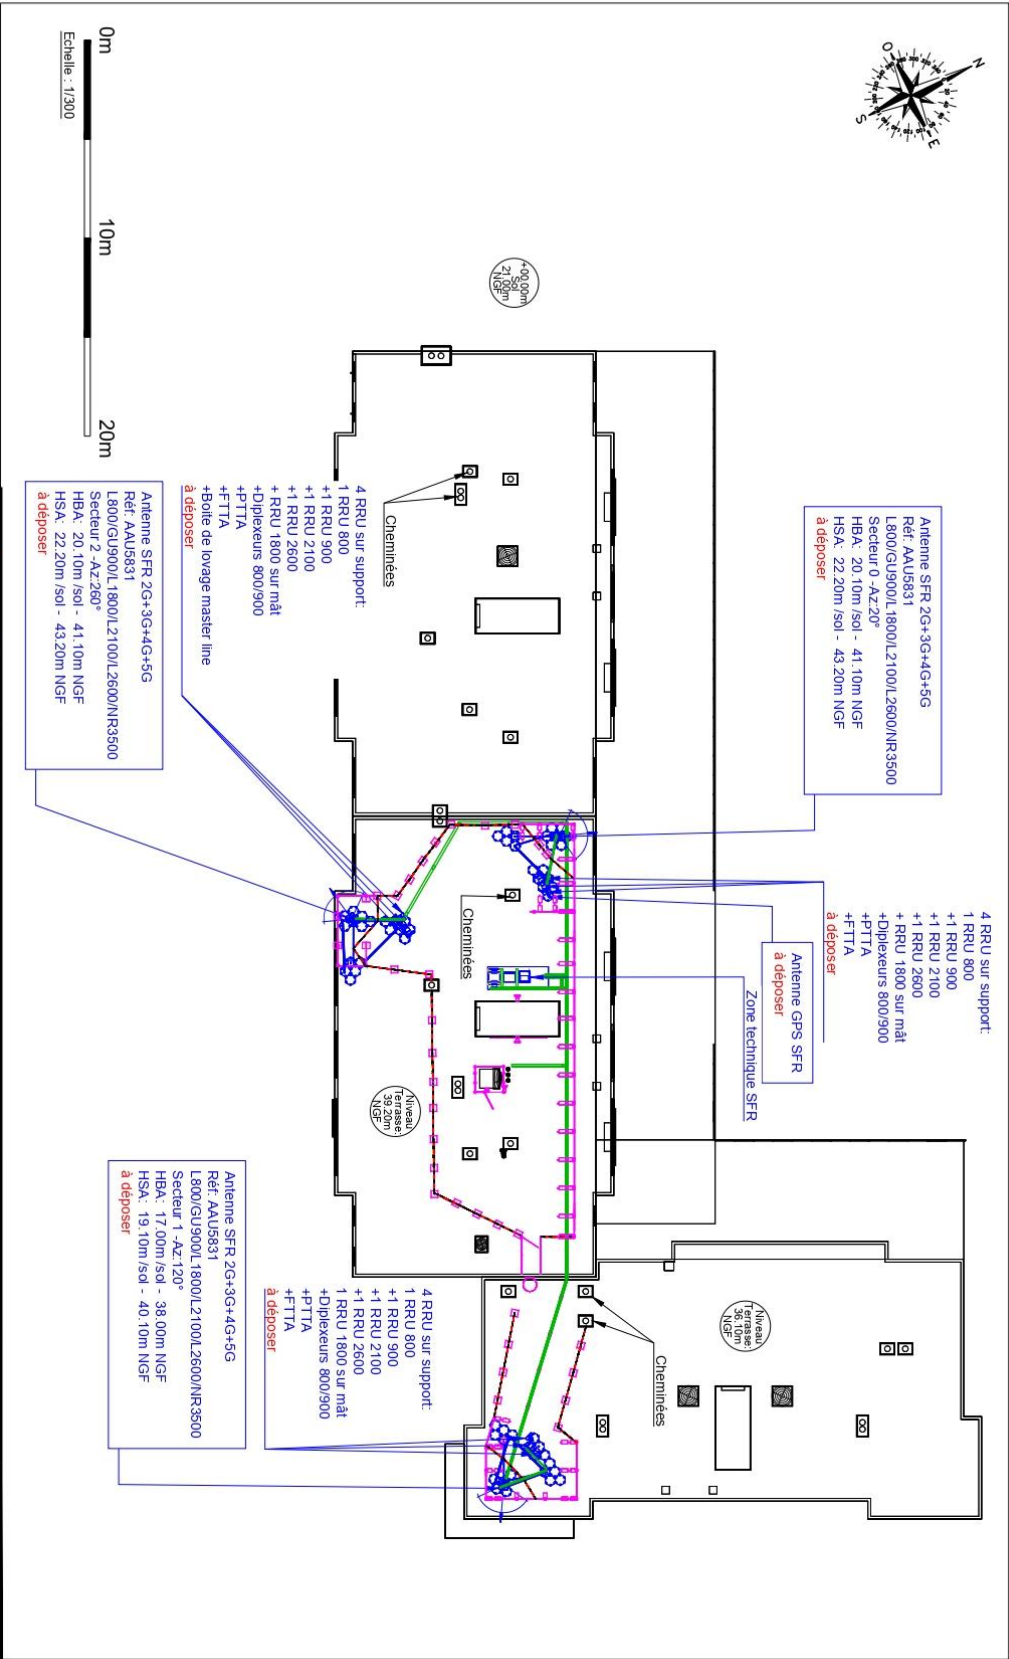 N
E
S
O
Antenne SFR 2G+3G+4G+5G
Réf: AAU5831
L800/GU900/L1800/L2100/L2600/NR3500
Secteur 0 -Az:20°
HBA: 20.10m /sol - 41.10m NGF
HSA: 22.20m /sol - 43.20m NGF
à déposer
4 RRU sur support:
1 RRU 800
+1 RRU 900
+1 RRU 2100
+1 RRU 2600
+ RRU 1800 sur mât
+Diplexeurs 800/900
+PTTA
+FTTA
à déposer
Antenne GPS SFR
à déposer
Zone technique SFR
+00.00m
Sol
21.00m
NGF
Cheminées
Cheminées
Niveau
Terrasse:
39.20m
NGF
Niveau
Terrasse:
36.10m
NGF
Cheminées
4 RRU sur support:
1 RRU 800
+1 RRU 900
+1 RRU 2100
+1 RRU 2600
+ RRU 1800 sur mât
+Diplexeurs 800/900
+PTTA
+FTTA
+Boite de lovage master line
à déposer
Antenne SFR 2G+3G+4G+5G
Réf: AAU5831
L800/GU900/L1800/L2100/L2600/NR3500
Secteur 2 -Az:260°
HBA: 20.10m /sol - 41.10m NGF
HSA: 22.20m /sol - 43.20m NGF
à déposer
4 RRU sur support:
1 RRU 800
+1 RRU 900
+1 RRU 2100
+1 RRU 2600
1 RRU 1800 sur mât
+Diplexeurs 800/900
+PTTA
+FTTA
à déposer
Antenne SFR 2G+3G+4G+5G
Réf: AAU5831
L800/GU900/L1800/L2100/L2600/NR3500
Secteur 1 -Az:120°
HBA: 17.00m /sol - 38.00m NGF
HSA: 19.10m /sol - 40.10m NGF
à déposer
0m
10m
20m
Echelle : 1/300